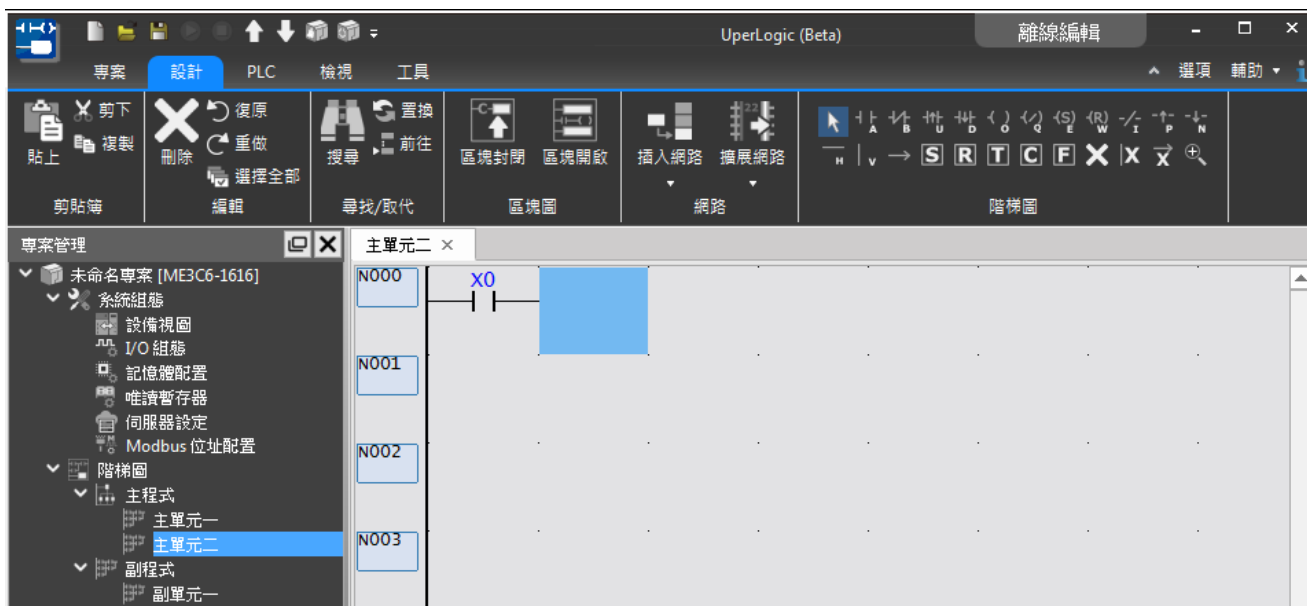 UperLogic (Beta) 離線編輯
專案 設計 PLC 檢視 工具 選項 輔助
貼上 剪下 複製 刪除 復原 重做 選擇全部 搜尋 置換 前往 區塊封閉 區塊開啟 插入網路 擴展網路
A B U D O Q (S) E (R) W I P N
H V S R T C F X X X
剪貼簿 編輯 尋找/取代 區塊圖 網路 階梯圖
專案管理 主單元二
未命名專案 [ME3C6-1616]
系統組態
設備視圖
I/O 組態
記憶體配置
唯讀暫存器
伺服器設定
Modbus 位址配置
階梯圖
主程式
主單元一
主單元二
副程式
副單元一
N000 X0
N001
N002
N003